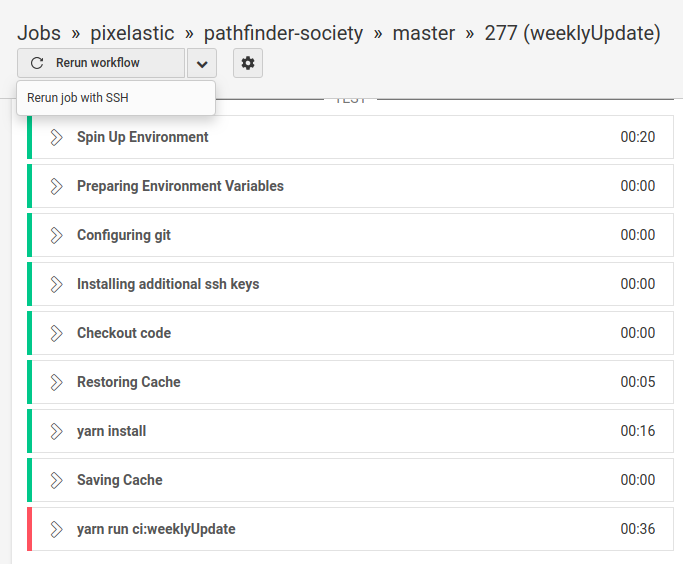 Jobs » pixelastic » pathfinder-society » master » 277 (weeklyUpdate)
Rerun workflow
Rerun job with SSH
TEST
Spin Up Environment 00:20
Preparing Environment Variables 00:00
Configuring git 00:00
Installing additional ssh keys 00:00
Checkout code 00:00
Restoring Cache 00:05
yarn install 00:16
Saving Cache 00:00
yarn run ci:weeklyUpdate 00:36